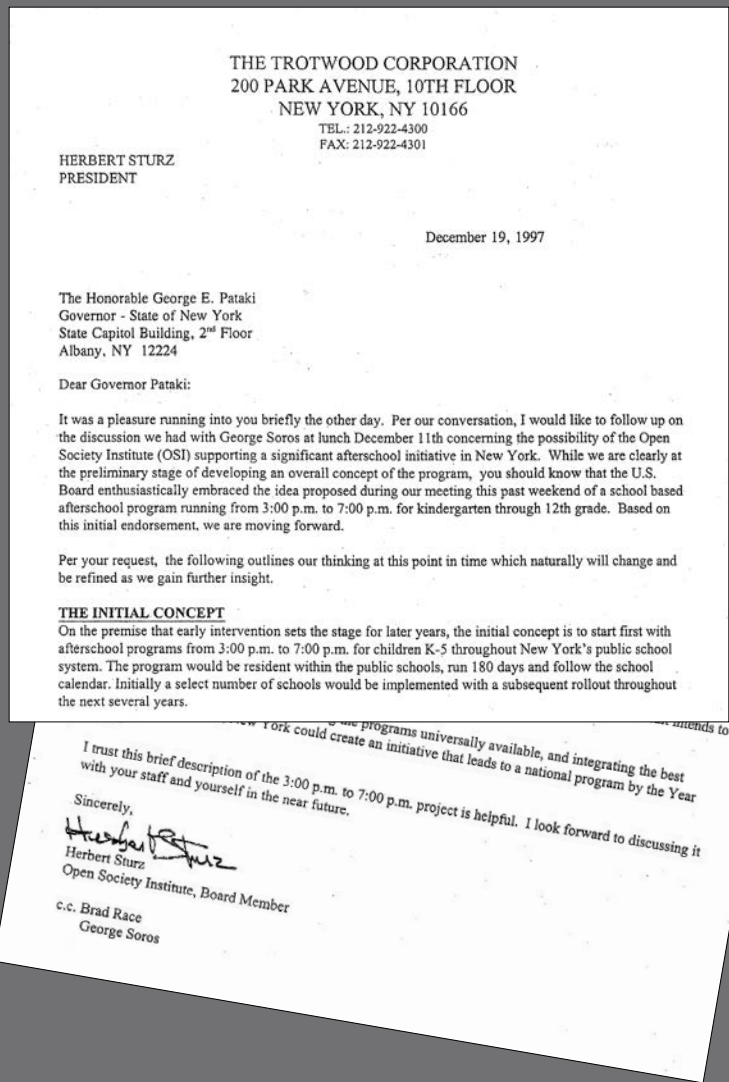 THE TROTWOOD CORPORATION
200 PARK AVENUE, 10TH FLOOR
NEW YORK, NY 10166
TEL.: 212-922-4300
FAX: 212-922-4301
HERBERT STURZ
PRESIDENT
December 19, 1997
The Honorable George E. Pataki
Governor - State of New York
State Capitol Building, 2nd Floor
Albany, NY 12224
Dear Governor Pataki:
It was a pleasure running into you briefly the other day. Per our conversation, I would like to follow up on
the discussion we had with George Soros at lunch December 11th concerning the possibility of the Open
Society Institute (OSI) supporting a significant afterschool initiative in New York. While we are clearly at
the preliminary stage of developing an overall concept of the program, you should know that the U.S.
Board enthusiastically embraced the idea proposed during our meeting this past weekend of a school based
afterschool program running from 3:00 p.m. to 7:00 p.m. for kindergarten through 12th grade. Based on
this initial endorsement, we are moving forward.
Per your request, the following outlines our thinking at this point in time which naturally will change and
be refined as we gain further insight.
THE INITIAL CONCEPT
On the premise that early intervention sets the stage for later years, the initial concept is to start first with
afterschool programs from 3:00 p.m. to 7:00 p.m. for children K-5 throughout New York's public school
system. The program would be resident within the public schools, run 180 days and follow the school
calendar. Initially a select number of schools would be implemented with a subsequent rollout throughout
the next several years.
intends to
programs universally available, and integrating the best
York could create an initiative that leads to a national program by the Year
I trust this brief description of the 3:00 p.m. to 7:00 p.m. project is helpful. I look forward to discussing it
with your staff and yourself in the near future.
Sincerely,
Herbert Sturz
Herbert Sturz
Open Society Institute, Board Member
c.c. Brad Race
George Soros